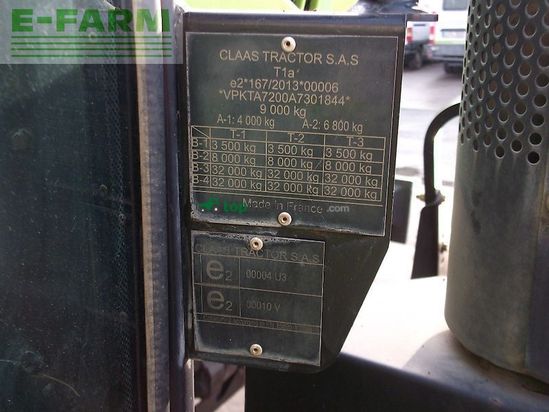 E-FARM
CLAAS TRACTOR S.A.S
T1a
e2*167/2013*00006
*VPKTA7200A7301844*
9 000 kg
A-1: 4 000 kg A-2: 6 800 kg
T-1 T-2 T-3
B-1 3 500 kg 3 500 kg 3 500 kg
B-2 8 000 kg 8 000 kg 8 000 kg
B-3 32 000 kg 32 000 kg 32 000 kg
B-4 32 000 kg 32 000 kg 32 000 kg
Made in France
top .com
CLAAS TRACTOR S.A.S
e2 00004 U3
e2 00010 V